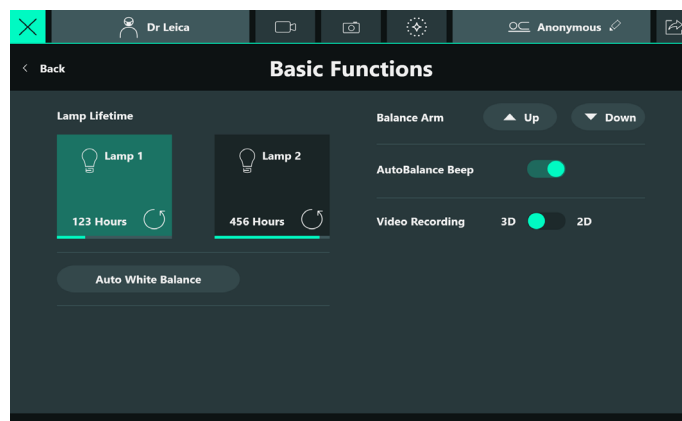 Dr Leica
Anonymous
Back
Basic Functions
Lamp Lifetime
Lamp 1
123 Hours
Lamp 2
456 Hours
Auto White Balance
Balance Arm
Up
Down
AutoBalance Beep
Video Recording
3D
2D